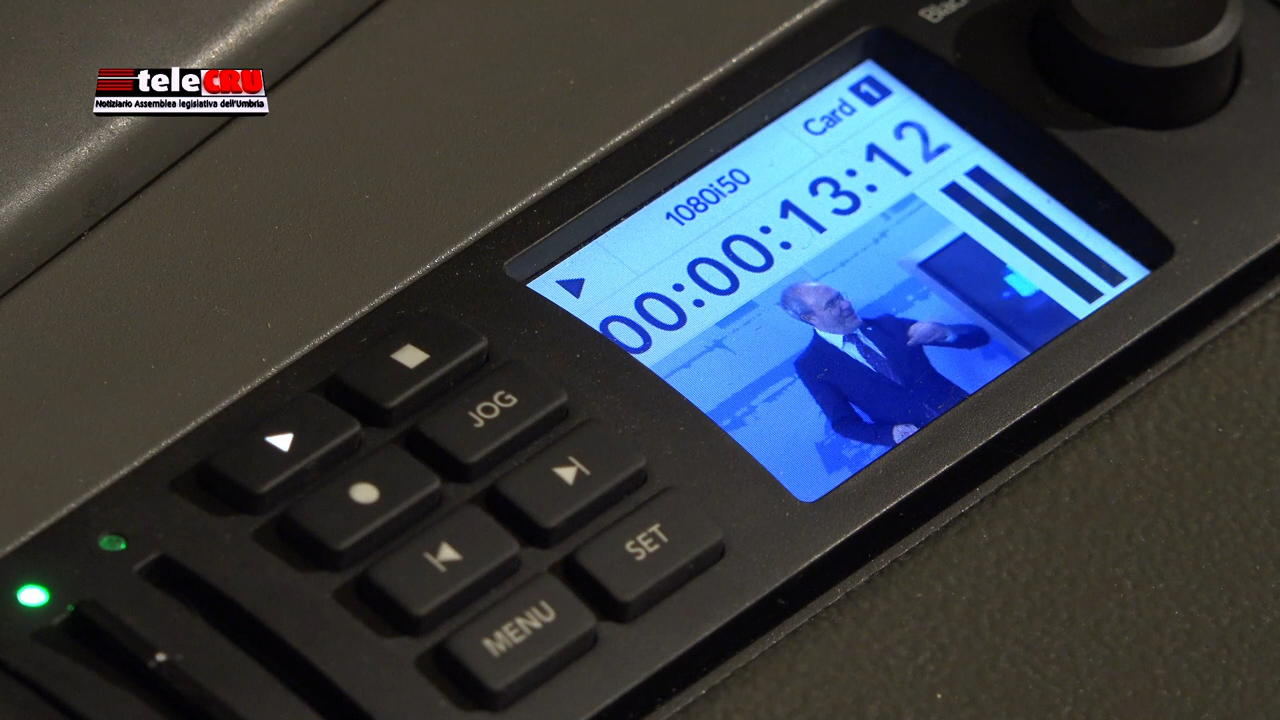 teleCRU
Notiziario Assemblea legislativa dell'Umbria
Card 1
1080i50
00:00:13:12
JOG
SET
MENU